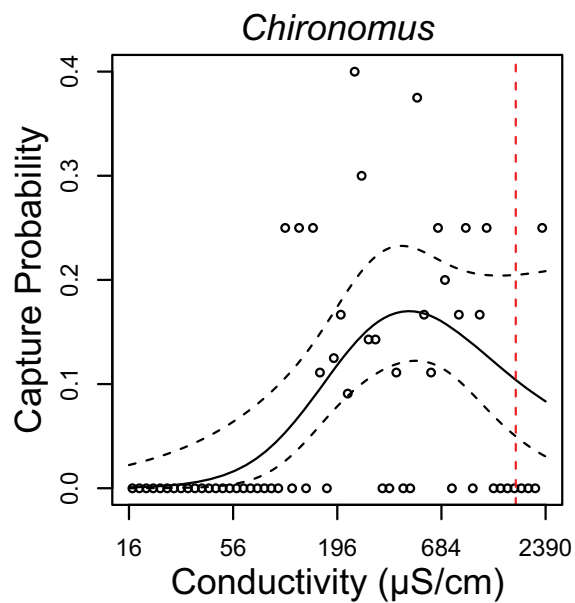 Chironomus
Capture Probability
0.4
0.3
0.2
0.1
0.0
16 56 196 684 2390
Conductivity (µS/cm)